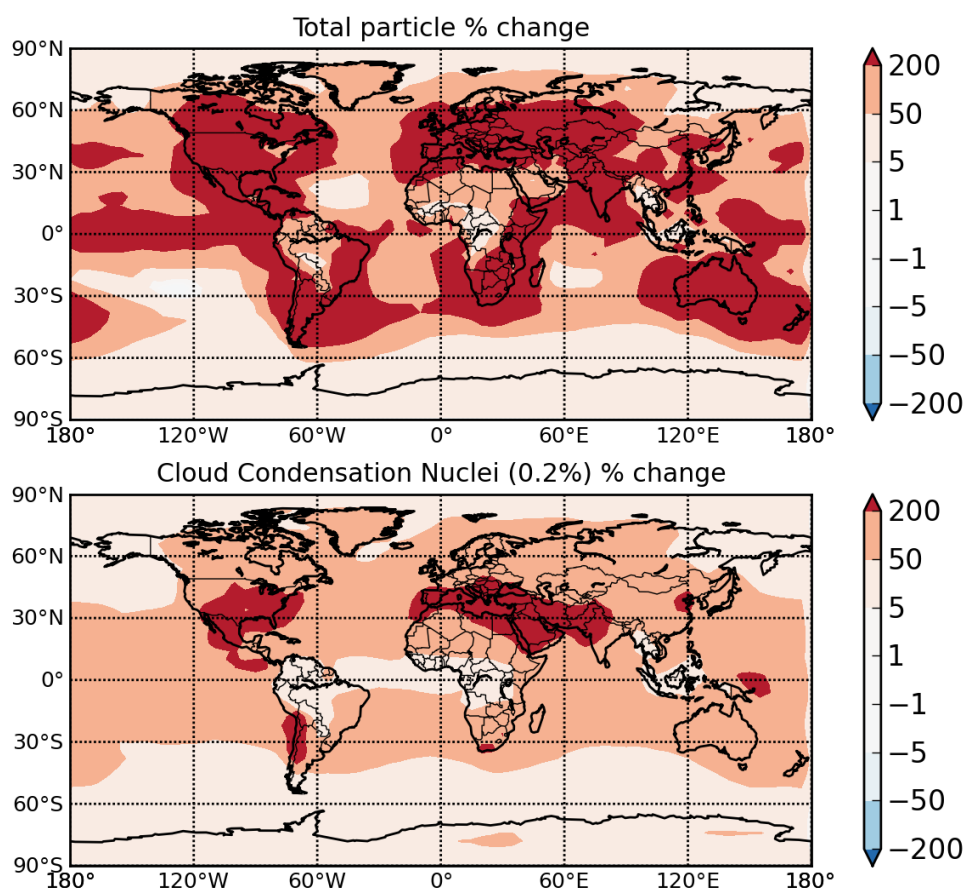 Total particle % change
90°N
60°N
30°N
0°
30°S
60°S
90°S
180°
120°W
60°W
0°
60°E
120°E
180°
200
50
5
1
−1
−5
−50
−200
Cloud Condensation Nuclei (0.2%) % change
90°N
60°N
30°N
0°
30°S
60°S
90°S
180°
120°W
60°W
0°
60°E
120°E
180°
200
50
5
1
−1
−5
−50
−200